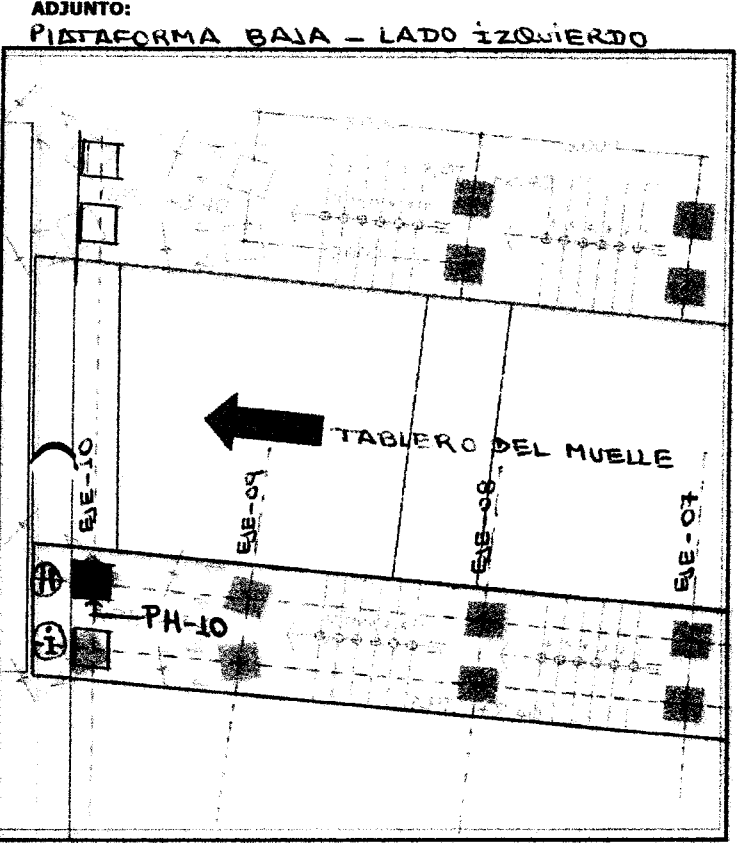 ADJUNTO:
PLATAFORMA BAJA – LADO iZQUiERDO
TABLERO DEL MUELLE
EJE-10
EJE-09
EJE-08
EJE-07
H
i
PH-10